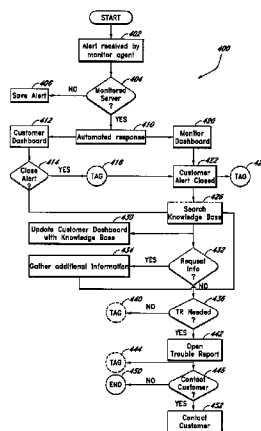 START
402
Alert received by
monitor agent
400
404
406
Monitored
Server
?
NO
Save Alert
YES
410
412
Customer
Dashboard
Automated response
420
Monitor
Dashboard
414
Close
Alert
?
YES
416
TAG
422
Customer
Alert Closed
TAG
426
Search
Knowledge Base
430
Update Customer Dashboard
with Knowledge Base
432
434
Request
Info
?
YES
Gather additional information
NO
436
440
TR Needed
?
NO
TAG
YES
442
Open
Trouble Report
444
TAG
446
450
Contact
Customer
?
NO
END
YES
452
Contact
Customer